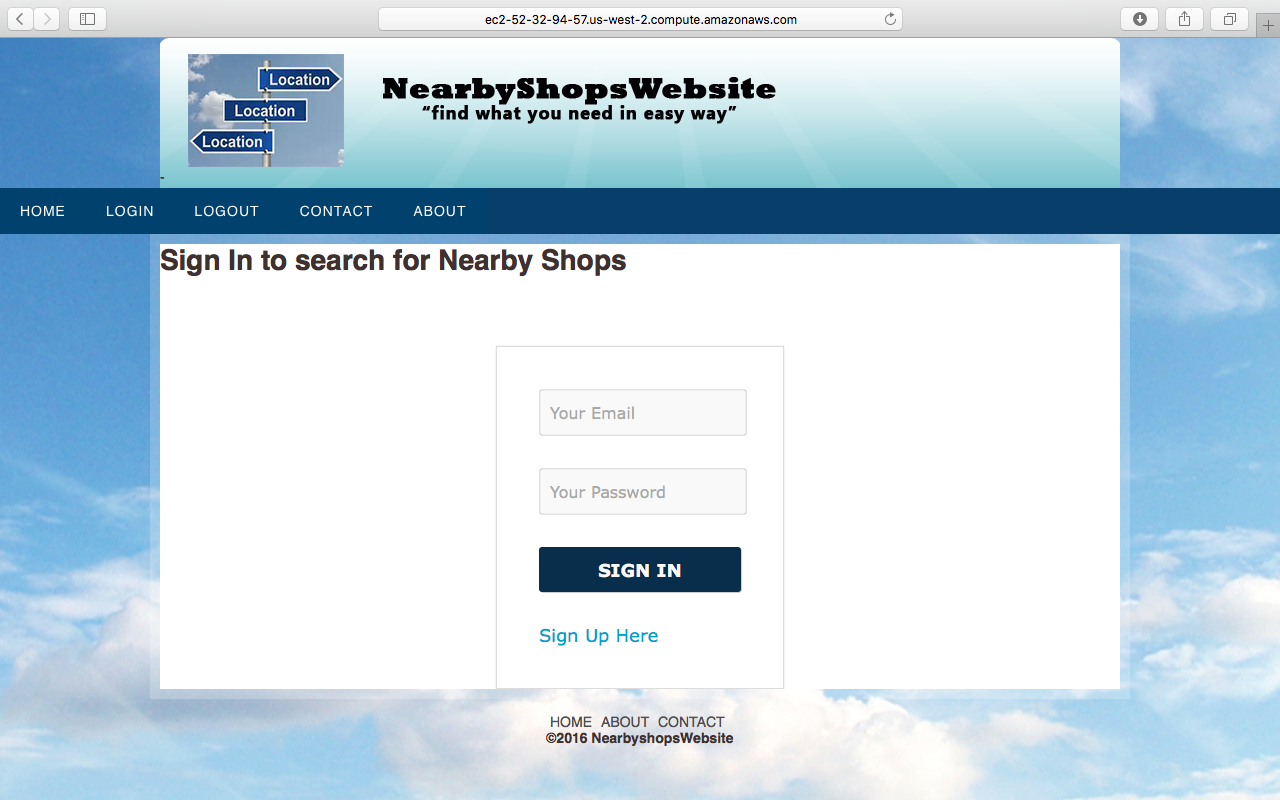 ec2-52-32-94-57.us-west-2.compute.amazonaws.com
Location
Location
Location
NearbyShopsWebsite
“find what you need in easy way”
-
HOME LOGIN LOGOUT CONTACT ABOUT
Sign In to search for Nearby Shops
Your Email
Your Password
SIGN IN
Sign Up Here
HOME ABOUT CONTACT
©2016 NearbyshopsWebsite